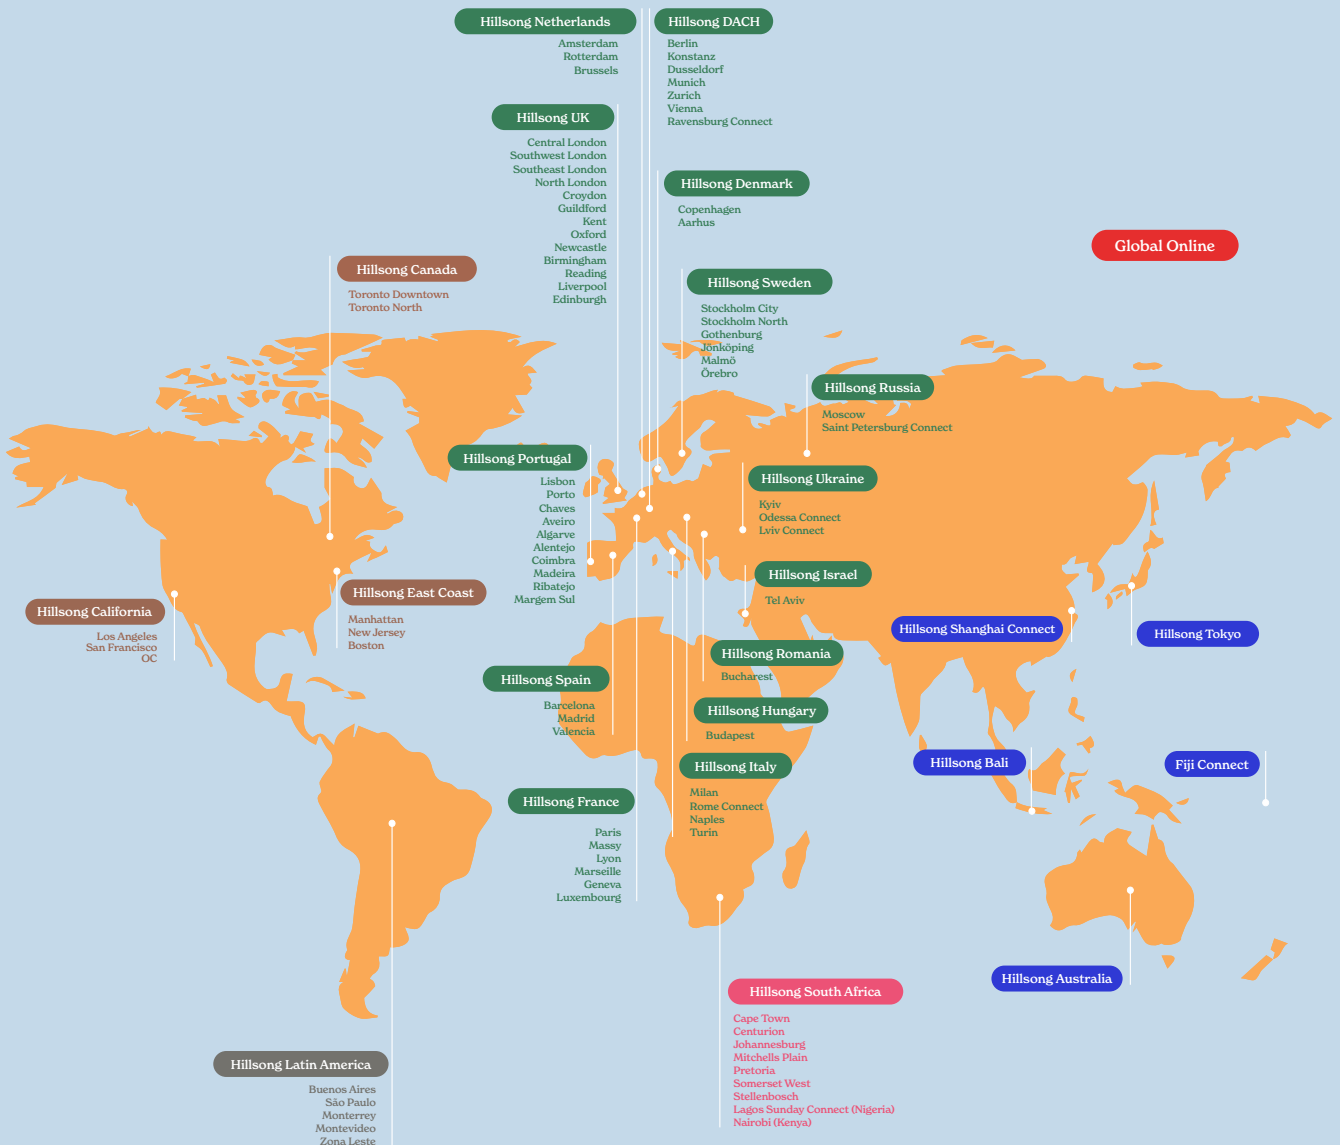 Hillsong Netherlands
Amsterdam
Rotterdam
Brussels
Hillsong DACH
Berlin
Konstanz
Dusseldorf
Munich
Zurich
Vienna
Ravensburg Connect
Hillsong UK
Central London
Southwest London
Southeast London
North London
Croydon
Guildford
Kent
Oxford
Newcastle
Birmingham
Reading
Liverpool
Edinburgh
Hillsong Denmark
Copenhagen
Aarhus
Global Online
Hillsong Canada
Toronto Downtown
Toronto North
Hillsong Sweden
Stockholm City
Stockholm North
Gothenburg
Jönköping
Malmö
Örebro
Hillsong Russia
Moscow
Saint Petersburg Connect
Hillsong Portugal
Lisbon
Porto
Chaves
Aveiro
Algarve
Alentejo
Coimbra
Madeira
Ribatejo
Margem Sul
Hillsong Ukraine
Kyiv
Odessa Connect
Lviv Connect
Hillsong Israel
Tel Aviv
Hillsong California
Los Angeles
San Francisco
OC
Hillsong East Coast
Manhattan
New Jersey
Boston
Hillsong Shanghai Connect
Hillsong Tokyo
Hillsong Spain
Barcelona
Madrid
Valencia
Hillsong Romania
Bucharest
Hillsong Hungary
Budapest
Hillsong Italy
Milan
Rome Connect
Naples
Turin
Hillsong Bali
Fiji Connect
Hillsong France
Paris
Massy
Lyon
Marseille
Geneva
Luxembourg
Hillsong Australia
Hillsong South Africa
Cape Town
Centurion
Johannesburg
Mitchells Plain
Pretoria
Somerset West
Stellenbosch
Lagos Sunday Connect (Nigeria)
Nairobi (Kenya)
Hillsong Latin America
Buenos Aires
São Paulo
Monterrey
Montevideo
Zona Leste